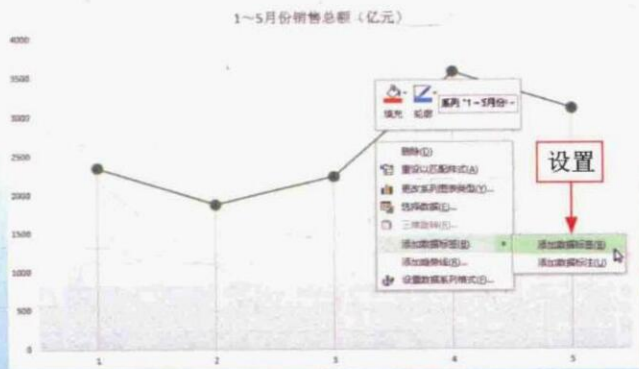 1～5月份销售总额（亿元）
4000
3500
3000
2500
2000
1500
1000
500
0
1 2 3 4 5
填充 轮廓
系列 "1～5月份"
删除(D)
重设以匹配样式(A)
更改系列图表类型(Y)...
选择数据(E)...
三维旋转(R)...
添加数据标签(B)
添加趋势线(R)...
设置数据系列格式(F)...
添加数据标签(B)
添加数据标注(U)
设置